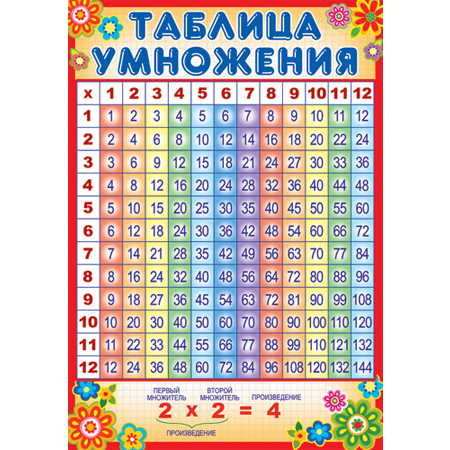 ТАБЛИЦА
УМНОЖЕНИЯ
x 1 2 3 4 5 6 7 8 9 10 11 12
1 1 2 3 4 5 6 7 8 9 10 11 12
2 2 4 6 8 10 12 14 16 18 20 22 24
3 3 6 9 12 15 18 21 24 27 30 33 36
4 4 8 12 16 20 24 28 32 36 40 44 48
5 5 10 15 20 25 30 35 40 45 50 55 60
6 6 12 18 24 30 36 42 48 54 60 66 72
7 7 14 21 28 35 42 49 56 63 70 77 84
8 8 16 24 32 40 48 56 64 72 80 88 96
9 9 18 27 36 45 54 63 72 81 90 99 108
10 10 20 30 40 50 60 70 80 90 100 110 120
11 11 22 33 44 55 66 77 88 99 110 121 132
12 12 24 36 48 60 72 84 96 108 120 132 144
ПЕРВЫЙ ВТОРОЙ
МНОЖИТЕЛЬ МНОЖИТЕЛЬ ПРОИЗВЕДЕНИЕ
2 x 2 = 4
ПРОИЗВЕДЕНИЕ